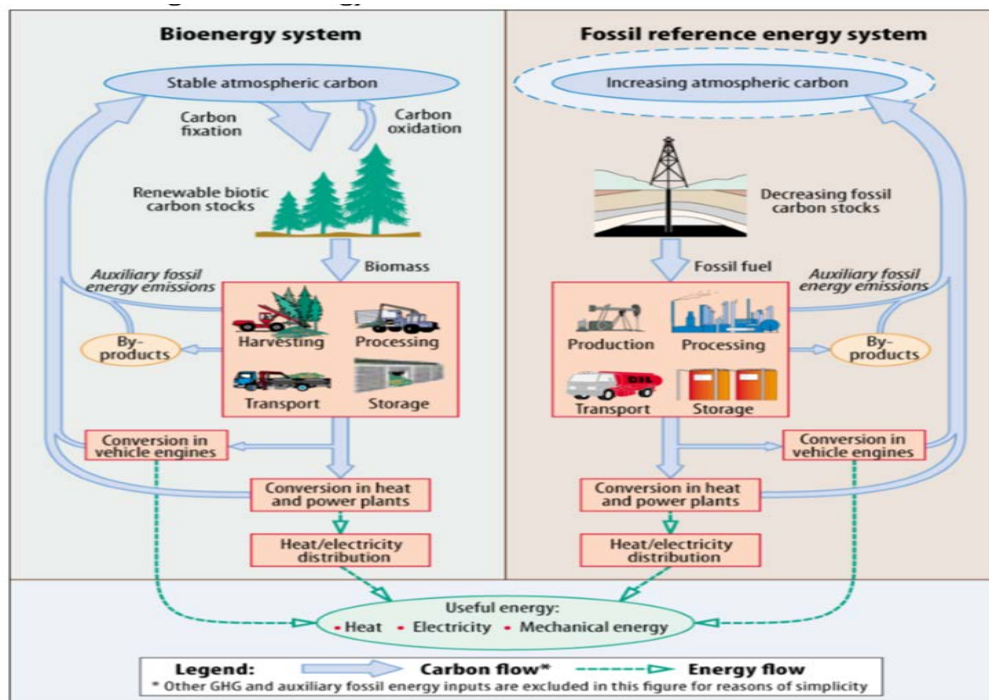 Bioenergy system
Stable atmospheric carbon
Carbon
fixation
Carbon
oxidation
Renewable biotic
carbon stocks
Biomass
Auxiliary fossil
energy emissions
Harvesting
Processing
By-
products
Transport
Storage
Conversion in
vehicle engines
Conversion in heat
and power plants
Heat/electricity
distribution
Fossil reference energy system
Increasing atmospheric carbon
Decreasing fossil
carbon stocks
Fossil fuel
Auxiliary fossil
energy emissions
Production
Processing
By-
products
Transport
Storage
Conversion in
vehicle engines
Conversion in heat
and power plants
Heat/electricity
distribution
Useful energy:
• Heat • Electricity • Mechanical energy
Legend: Carbon flow* Energy flow
* Other GHG and auxiliary fossil energy inputs are excluded in this figure for reasons of simplicity